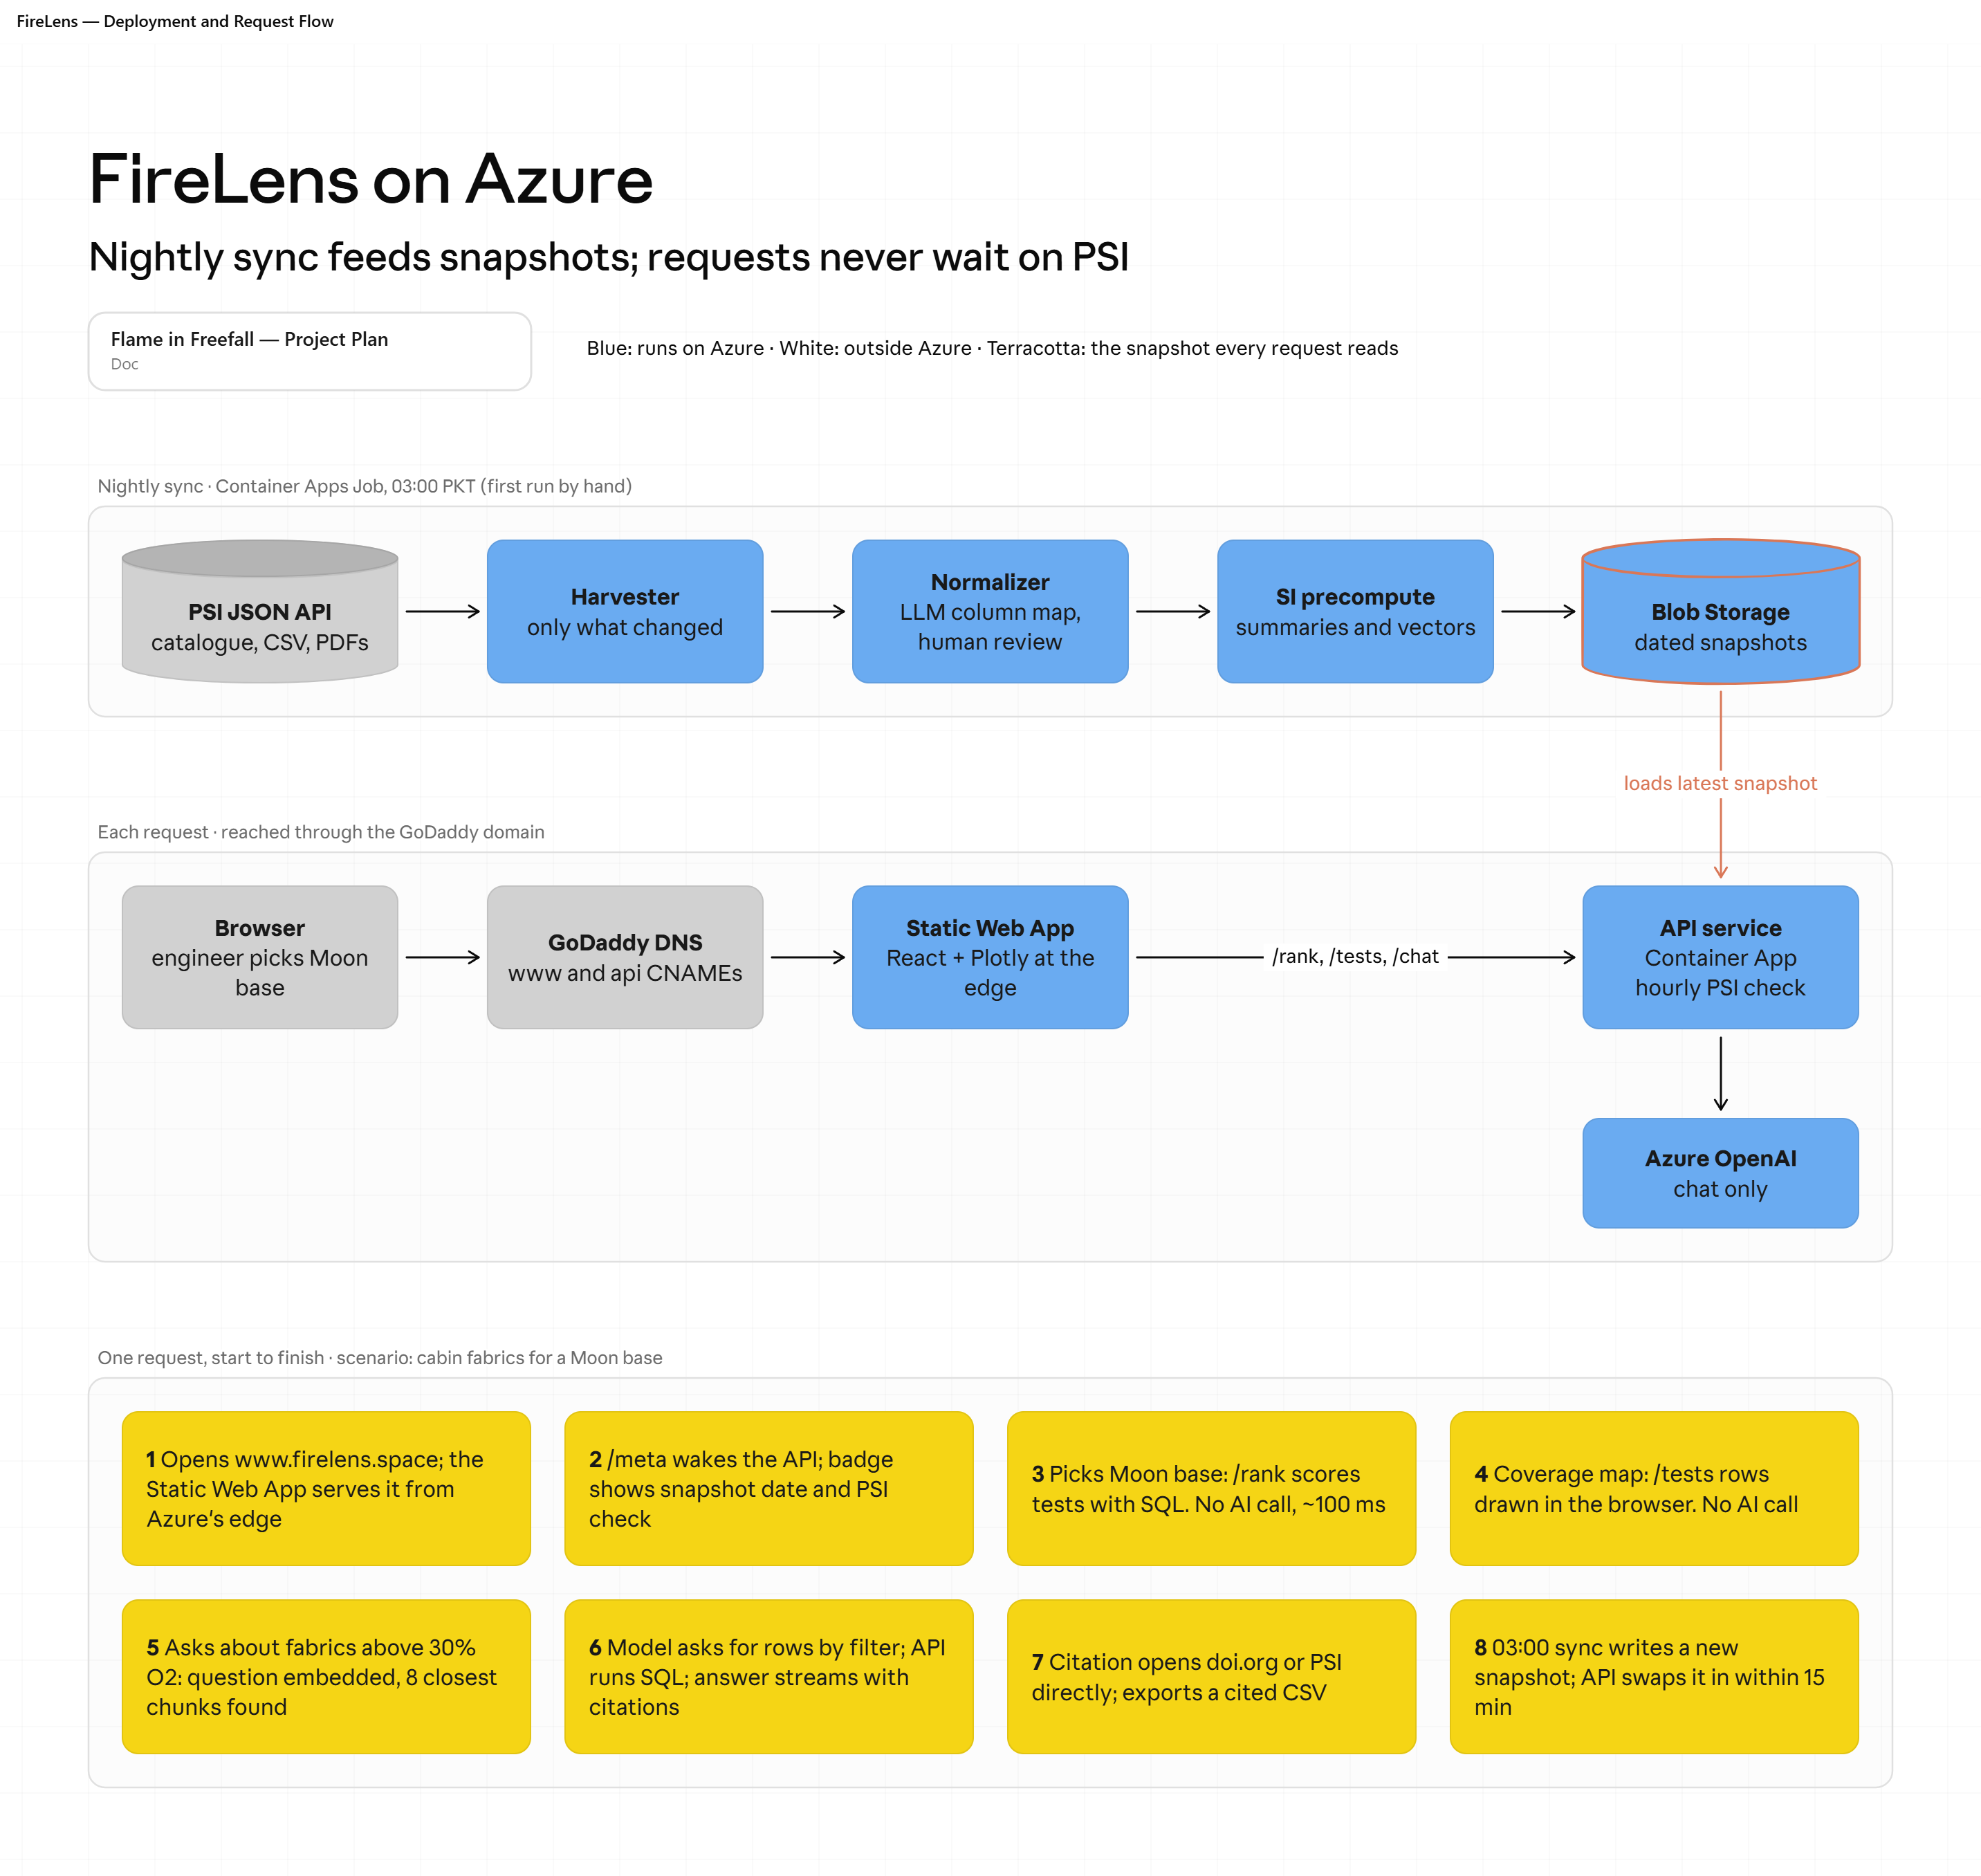 FireLens — Deployment and Request Flow
FireLens on Azure
Nightly sync feeds snapshots; requests never wait on PSI
Flame in Freefall — Project Plan
Doc
Blue: runs on Azure · White: outside Azure · Terracotta: the snapshot every request reads
Nightly sync · Container Apps Job, 03:00 PKT (first run by hand)
PSI JSON API
catalogue, CSV, PDFs
Harvester
only what changed
Normalizer
LLM column map,
human review
SI precompute
summaries and vectors
Blob Storage
dated snapshots
loads latest snapshot
Each request · reached through the GoDaddy domain
Browser
engineer picks Moon
base
GoDaddy DNS
www and api CNAMEs
Static Web App
React + Plotly at the
edge
/rank, /tests, /chat
API service
Container App
hourly PSI check
Azure OpenAI
chat only
One request, start to finish · scenario: cabin fabrics for a Moon base
1 Opens www.firelens.space; the
Static Web App serves it from
Azure's edge
2 /meta wakes the API; badge
shows snapshot date and PSI
check
3 Picks Moon base: /rank scores
tests with SQL. No AI call, ~100 ms
4 Coverage map: /tests rows
drawn in the browser. No AI call
5 Asks about fabrics above 30%
O2: question embedded, 8 closest
chunks found
6 Model asks for rows by filter; API
runs SQL; answer streams with
citations
7 Citation opens doi.org or PSI
directly; exports a cited CSV
8 03:00 sync writes a new
snapshot; API swaps it in within 15
min